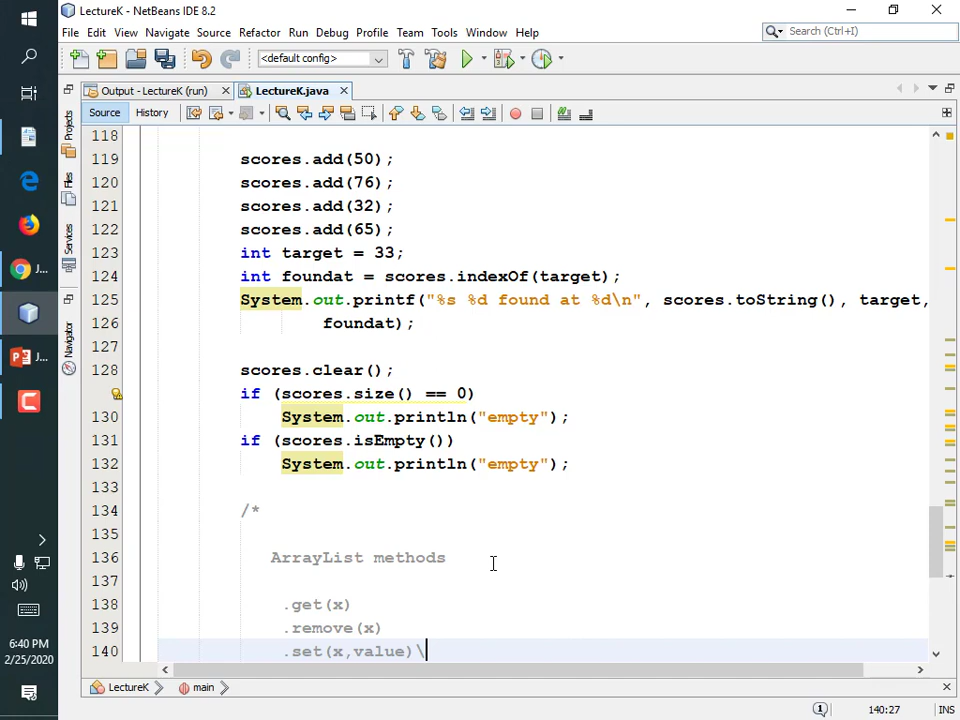 LectureK - NetBeans IDE 8.2
File Edit View Navigate Source Refactor Run Debug Profile Team Tools Window Help
Search (Ctrl+I)
<default config>
Output - LectureK (run) LectureK.java
Source History
Projects
Files
Services
Navigator
118
119 scores.add(50);
120 scores.add(76);
121 scores.add(32);
122 scores.add(65);
123 int target = 33;
124 int foundat = scores.indexOf(target);
125 System.out.printf("%s %d found at %d\n", scores.toString(), target,
126 foundat);
127
128 scores.clear();
if (scores.size() == 0)
130 System.out.println("empty");
131 if (scores.isEmpty())
132 System.out.println("empty");
133
134 /*
135
136 ArrayList methods
137
138 .get(x)
139 .remove(x)
140 .set(x,value)\
J...
J...
6:40 PM
2/25/2020
LectureK main
1
140:27 INS